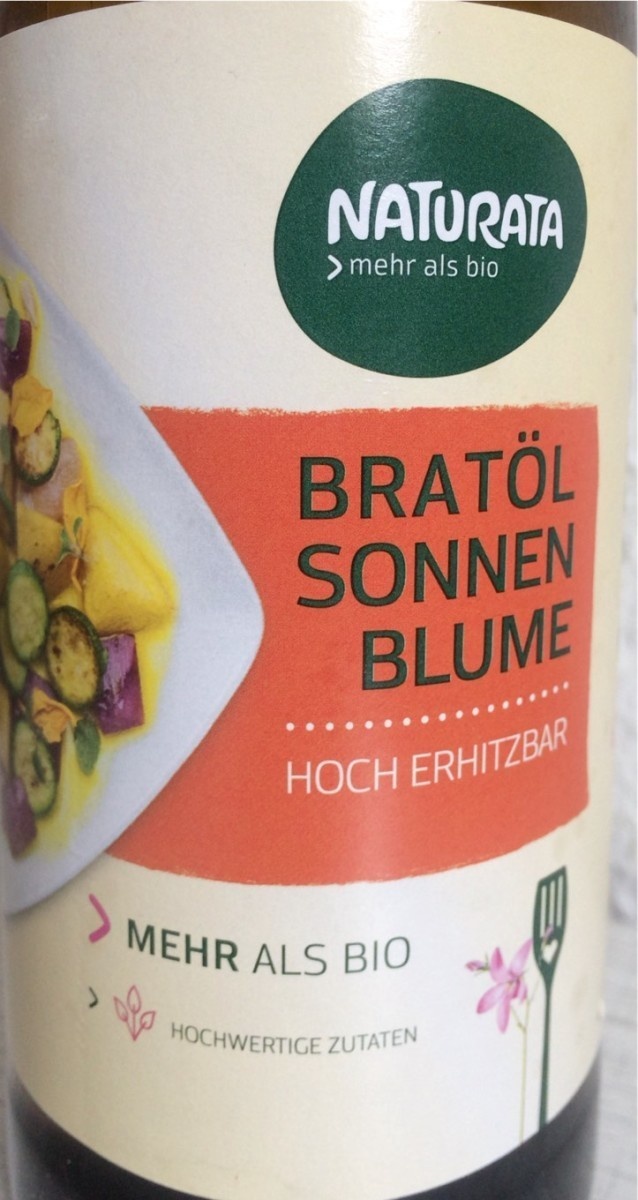 NATURATA
mehr als bio
BRATÖL
SONNEN
BLUME
HOCH ERHITZBAR
MEHR ALS BIO
HOCHWERTIGE ZUTATEN